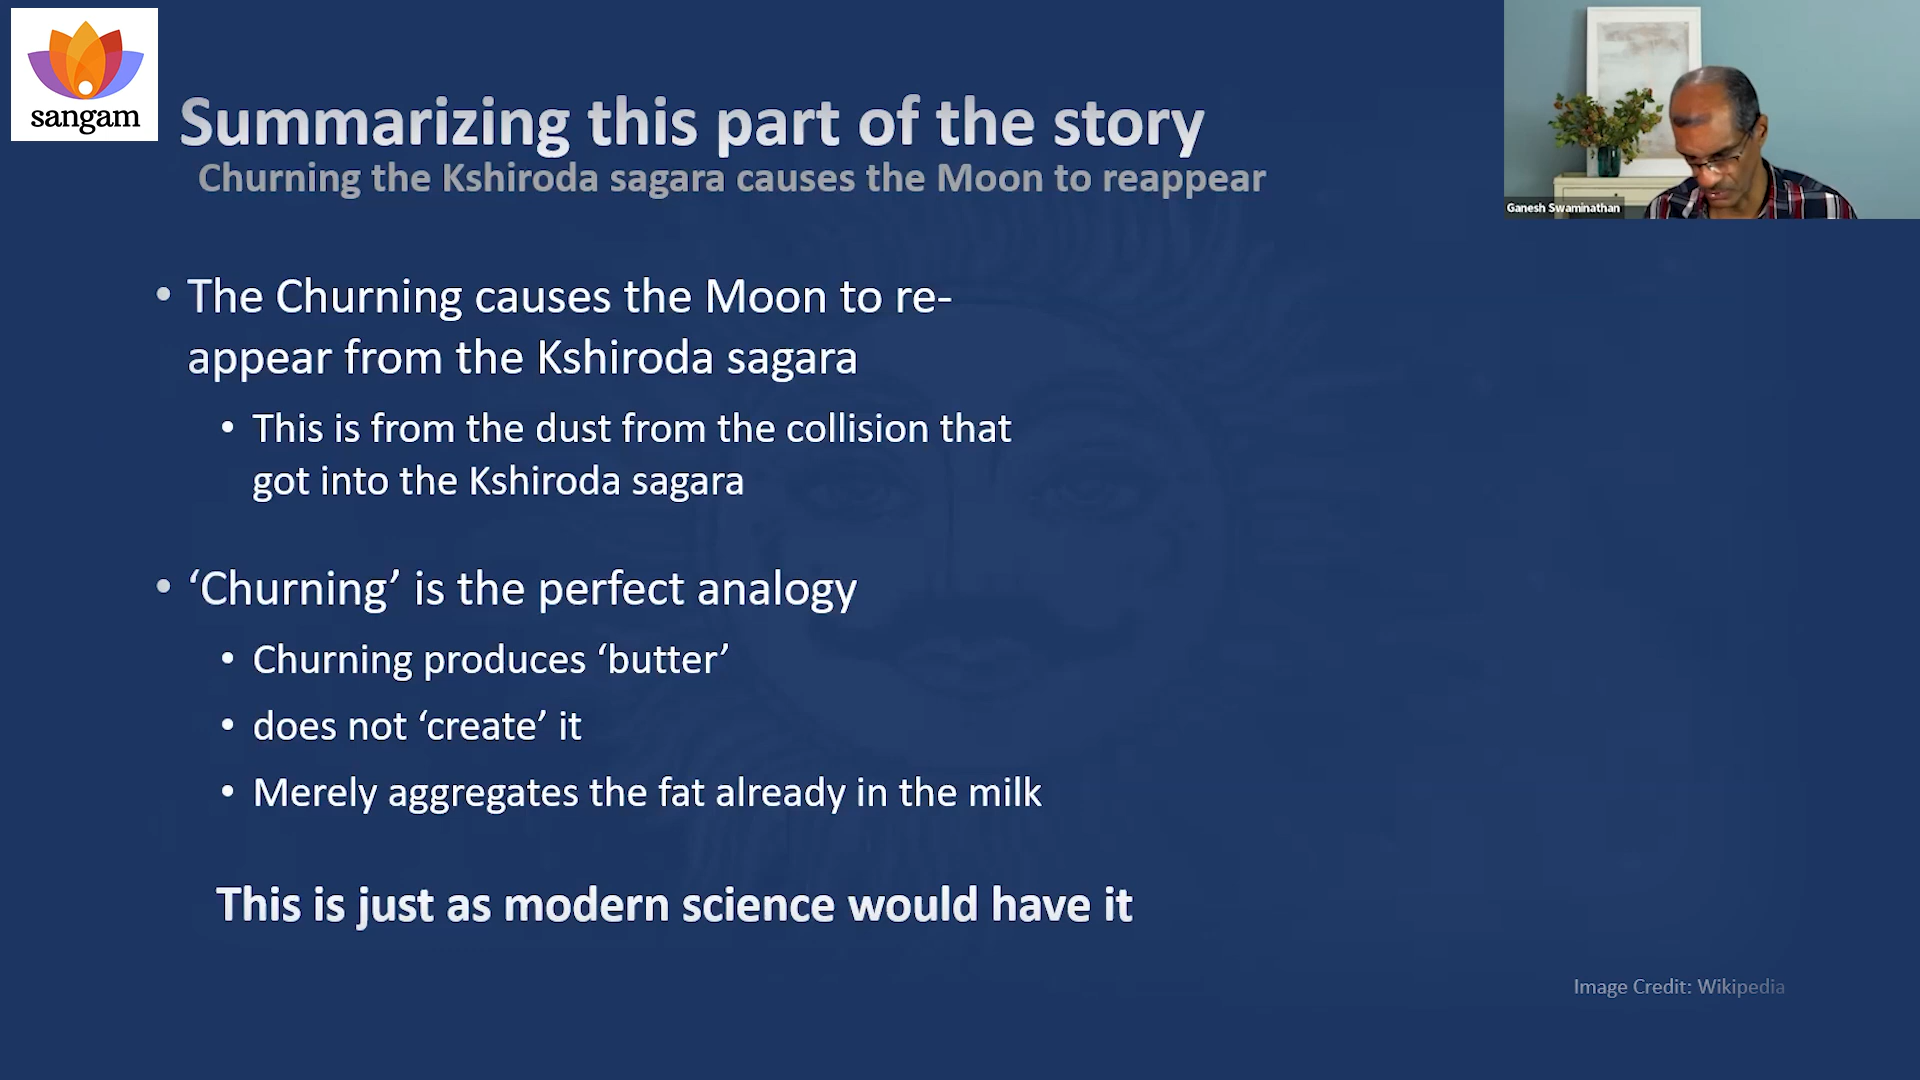 sangam
Summarizing this part of the story
Churning the Kshiroda sagara causes the Moon to reappear
Ganesh Swaminathan
• The Churning causes the Moon to re-
appear from the Kshiroda sagara
• This is from the dust from the collision that
got into the Kshiroda sagara
• ‘Churning’ is the perfect analogy
• Churning produces ‘butter’
• does not ‘create’ it
• Merely aggregates the fat already in the milk
This is just as modern science would have it
Image Credit: Wikipedia